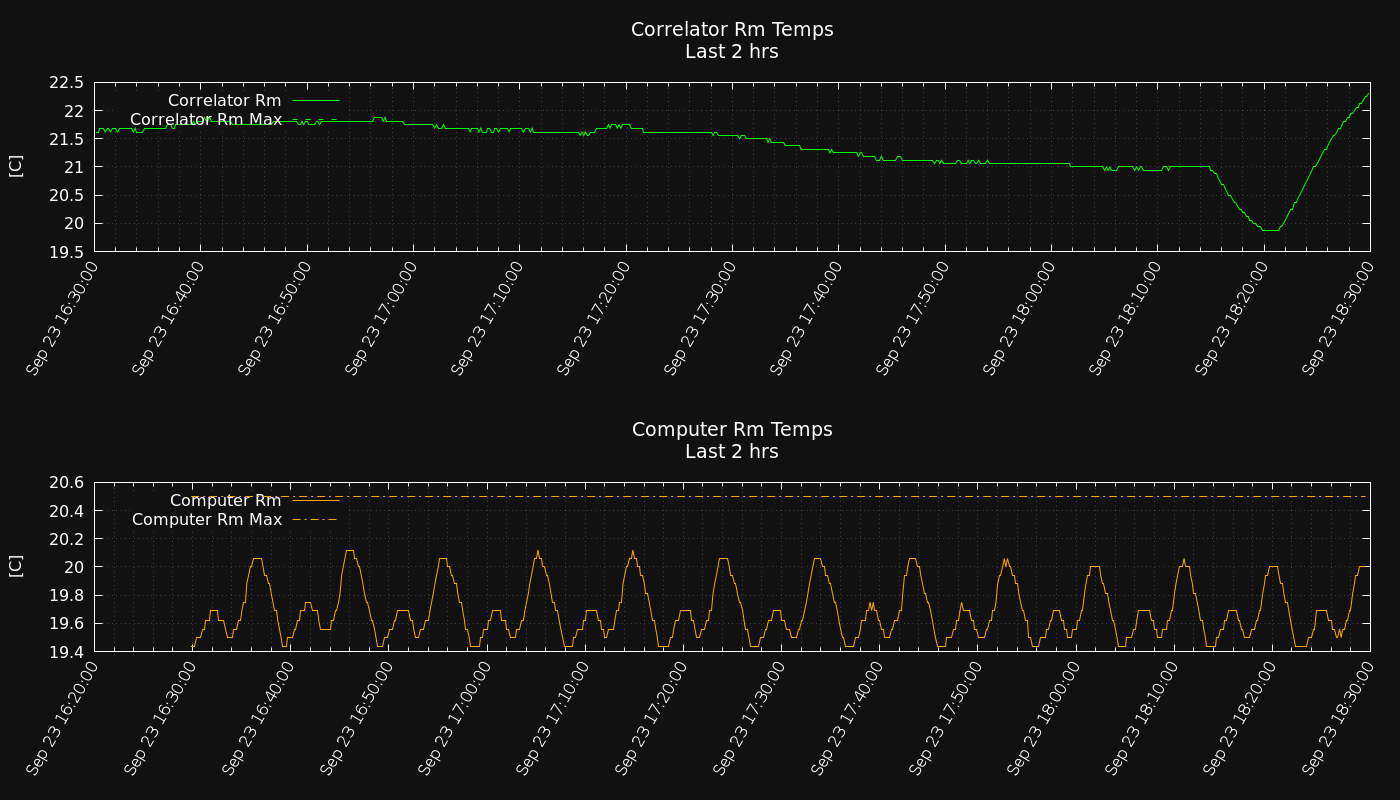 Correlator Rm Temps
Last 2 hrs
22.5
22
21.5
21
20.5
20
19.5
[C]
Correlator Rm
Correlator Rm Max
Sep 23 16:30:00
Sep 23 16:40:00
Sep 23 16:50:00
Sep 23 17:00:00
Sep 23 17:10:00
Sep 23 17:20:00
Sep 23 17:30:00
Sep 23 17:40:00
Sep 23 17:50:00
Sep 23 18:00:00
Sep 23 18:10:00
Sep 23 18:20:00
Sep 23 18:30:00
Computer Rm Temps
Last 2 hrs
20.6
20.4
20.2
20
19.8
19.6
19.4
[C]
Computer Rm
Computer Rm Max
Sep 23 16:20:00
Sep 23 16:30:00
Sep 23 16:40:00
Sep 23 16:50:00
Sep 23 17:00:00
Sep 23 17:10:00
Sep 23 17:20:00
Sep 23 17:30:00
Sep 23 17:40:00
Sep 23 17:50:00
Sep 23 18:00:00
Sep 23 18:10:00
Sep 23 18:20:00
Sep 23 18:30:00